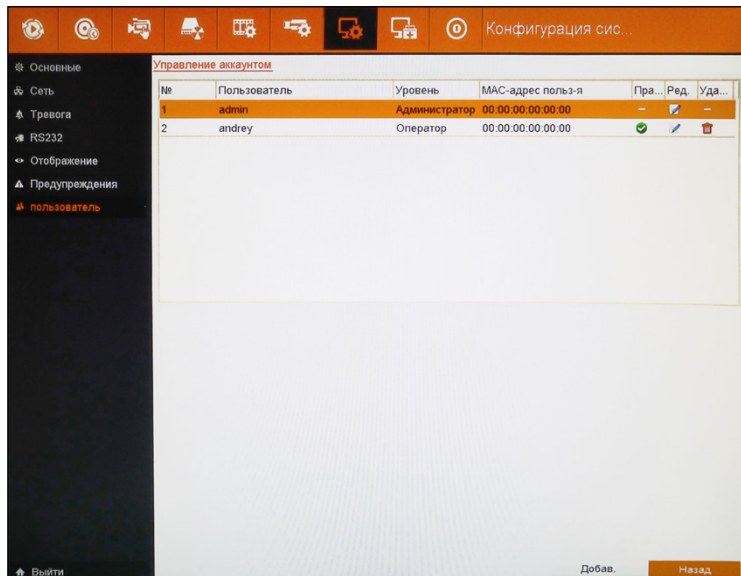 Конфигурация сис...
Основные
Сеть
Тревога
RS232
Отображение
Предупреждения
пользователь
Выйти
Управление аккаунтом
№ Пользователь Уровень MAC-адрес польз-я Пра... Ред. Уда...
1 admin Администратор 00:00:00:00:00:00 – –
2 andrey Оператор 00:00:00:00:00:00
Добав. Назад